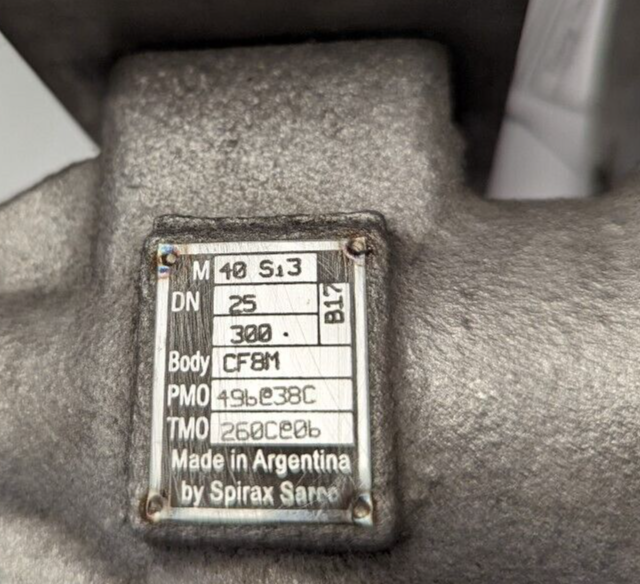 M 40 Si3
DN 25
300 .
B17
Body CF8M
PMO 49b@38C
TMO 260C@0b
Made in Argentina
by Spirax Sarco